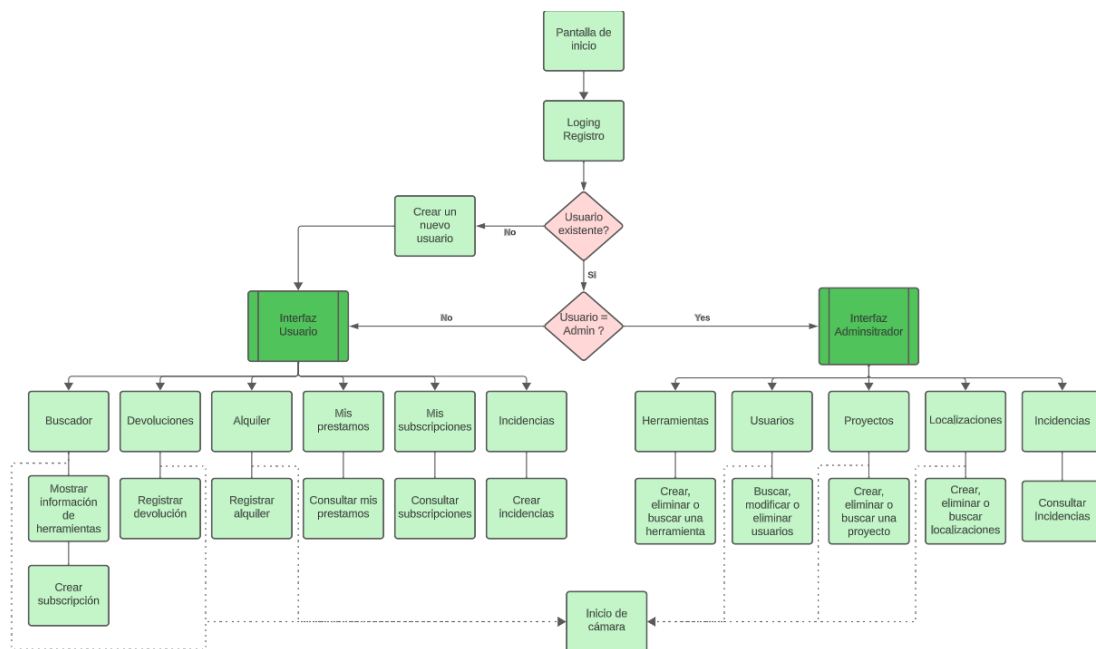 Pantalla de
inicio
Loging
Registro
Usuario
existente?
No
Crear un
nuevo
usuario
Si
Usuario =
Admin ?
No
Yes
Interfaz
Usuario
Interfaz
Adminsitrador
Buscador
Devoluciones
Alquiler
Mis
prestamos
Mis
subscripciones
Incidencias
Herramientas
Usuarios
Proyectos
Localizaciones
Incidencias
Mostrar
información
de
herramientas
Registrar
devolución
Registrar
alquiler
Consultar mis
prestamos
Consultar
subscripciones
Crear
incidencias
Crear,
eliminar o
buscar una
herramienta
Buscar,
modificar o
eliminar
usuarios
Crear,
eliminar o
buscar una
proyecto
Crear,
eliminar o
buscar
localizaciones
Consultar
Incidencias
Crear
subscripción
Inicio de
cámara